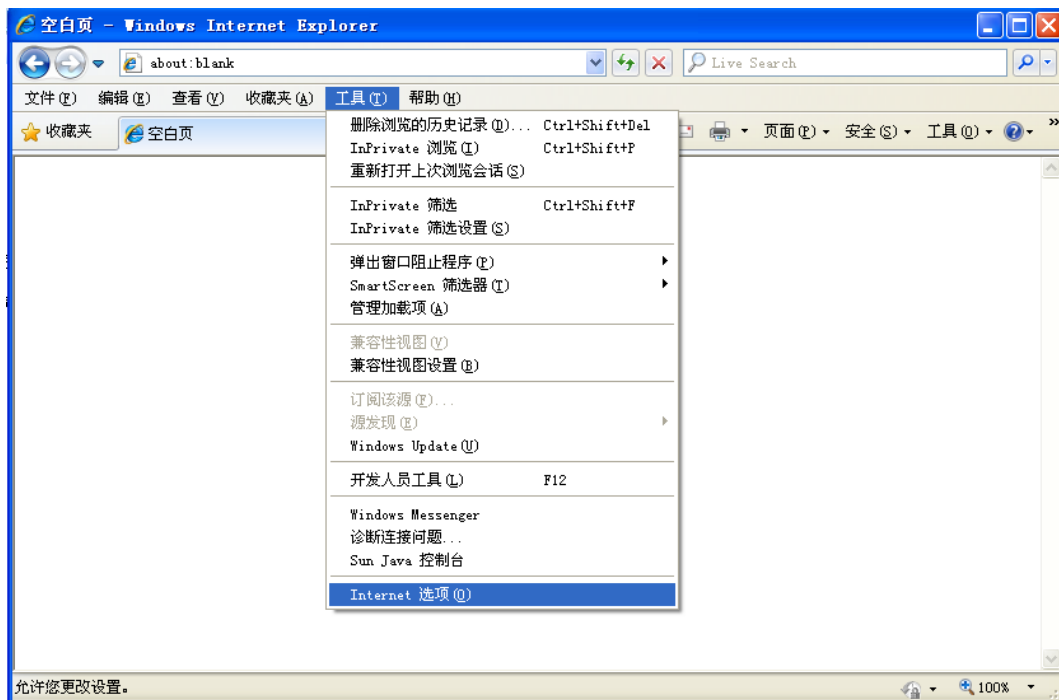 空白页 - Windows Internet Explorer
about:blank
Live Search
文件(F) 编辑(E) 查看(V) 收藏夹(A) 工具(T) 帮助(H)
收藏夹 空白页 页面(P) 安全(S) 工具(O) »
删除浏览的历史记录(D)... Ctrl+Shift+Del
InPrivate 浏览(I) Ctrl+Shift+P
重新打开上次浏览会话(S)
InPrivate 筛选 Ctrl+Shift+F
InPrivate 筛选设置(S)
弹出窗口阻止程序(P)
SmartScreen 筛选器(T)
管理加载项(A)
兼容性视图(V)
兼容性视图设置(B)
订阅该源(F)...
源发现(E)
Windows Update(U)
开发人员工具(L) F12
Windows Messenger
诊断连接问题...
Sun Java 控制台
Internet 选项(O)
允许您更改设置。 100%